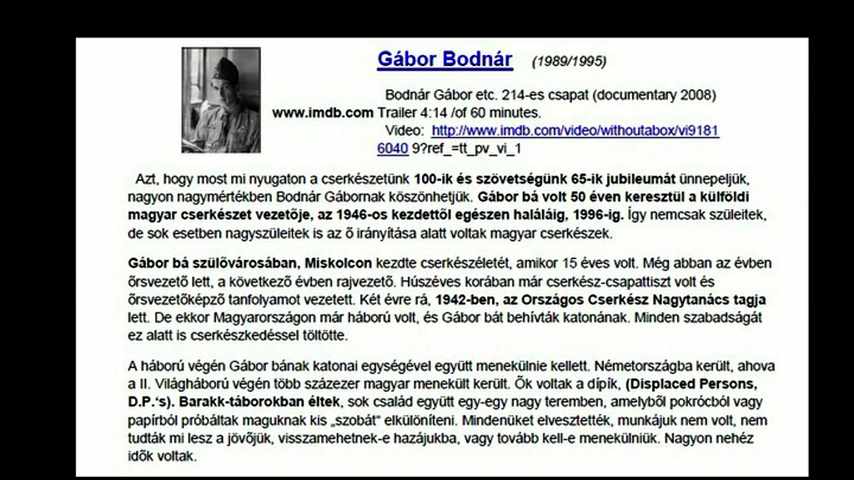 Gábor Bodnár (1989/1995)
Bodnár Gábor etc. 214-es csapat (documentary 2008)
www.imdb.com Trailer 4:14 /of 60 minutes.
Video: http://www.imdb.com/video/withoutabox/vi9181
6040 9?ref_=tt_pv_vi_1
Azt, hogy most mi nyugaton a cserkészetünk 100-ik és szövetségünk 65-ik jubileumát ünnepeljük,
nagyon nagymértékben Bodnár Gábornak köszönhetjük. Gábor bá volt 50 éven keresztül a külföldi
magyar cserkészet vezetője, az 1946-os kezdettől egészen haláláig, 1996-ig. Így nemcsak szüleitek,
de sok esetben nagyszüleitek is az õ irányítása alatt voltak magyar cserkészek.
Gábor bá szülővárosában, Miskolcon kezdte cserkészéletét, amikor 15 éves volt. Még abban az évben
õrsvezetõ lett, a következõ évben rajvezetõ. Húszéves korában már cserkész-csapattiszt volt és
õrsvezetõképzõ tanfolyamot vezetett. Két évre rá, 1942-ben, az Országos Cserkész Nagytanács tagja
lett. De ekkor Magyarországon már háború volt, és Gábor bát behívták katonának. Minden szabadságát
ez alatt is cserkészkedéssel töltötte.
A háború végén Gábor bának katonai egységével együtt menekülnie kellett. Németországba került, ahova
a II. Világháború végén több százezer magyar menekült került. Õk voltak a dípík, (Displaced Persons,
D.P.'s). Barakk-táborokban éltek, sok család együtt egy-egy nagy teremben, amelybõl pokrócból vagy
papírból próbáltak maguknak kis „szobát" elkülöníteni. Mindenüket elvesztették, munkájuk nem volt, nem
tudták mi lesz a jövõjük, visszamehetnek-e hazájukba, vagy tovább kell-e menekülniük. Nagyon nehéz
idõk voltak.